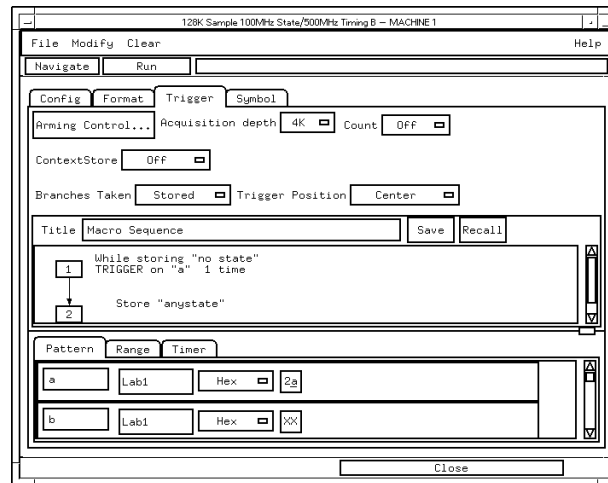 128K Sample 100MHz State/500MHz Timing B — MACHINE 1
File Modify Clear Help
Navigate Run
Config Format Trigger Symbol
Arming Control... Acquisition depth 4K Count Off
ContextStore Off
Branches Taken Stored Trigger Position Center
Title Macro Sequence Save Recall
While storing "no state"
1 TRIGGER on "a" 1 time
Store "anystate"
2
Pattern Range Timer
a Lab1 Hex 2a
b Lab1 Hex XX
Close